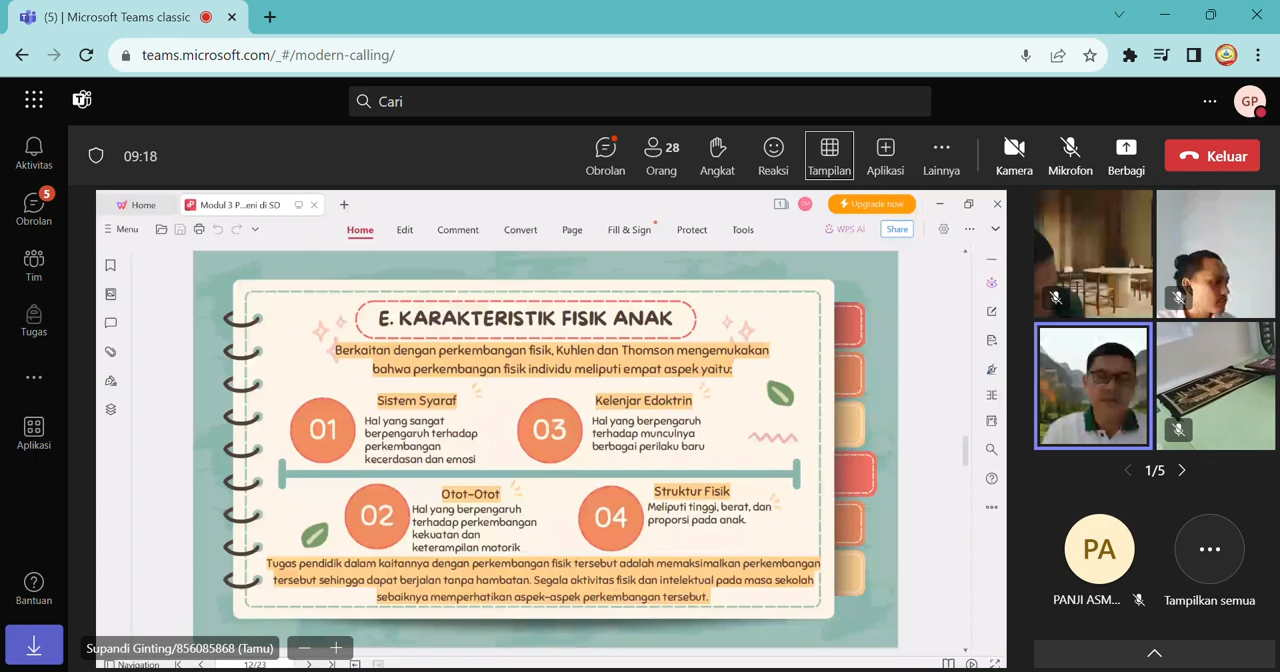 (5) | Microsoft Teams classic
teams.microsoft.com/_#/modern-calling/
Cari
GP
Aktivitas
5
Obrolan
Tim
Tugas
Aplikasi
Bantuan
09:18
Obrolan
28
Orang
Angkat
Reaksi
Tampilan
Aplikasi
Lainnya
Kamera
Mikrofon
Berbagi
Keluar
Home
Modul 3 P...eni di SD
Upgrade now
Menu
Home
Edit
Comment
Convert
Page
Fill & Sign
Protect
Tools
WPS AI
Share
E. KARAKTERISTIK FISIK ANAK
Berkaitan dengan perkembangan fisik, Kuhlen dan Thomson mengemukakan
bahwa perkembangan fisik individu meliputi empat aspek yaitu:
01
Sistem Syaraf
Hal yang sangat
berpengaruh terhadap
perkembangan
kecerdasan dan emosi
03
Kelenjar Edoktrin
Hal yang berpengaruh
terhadap munculnya
berbagai perilaku baru
02
Otot-Otot
Hal yang berpengaruh
terhadap perkembangan
kekuatan dan
keterampilan motorik
04
Struktur Fisik
Meliputi tinggi, berat, dan
proporsi pada anak.
Tugas pendidik dalam kaitannya dengan perkembangan fisik tersebut adalah memaksimalkan perkembangan
tersebut sehingga dapat berjalan tanpa hambatan. Segala aktivitas fisik dan intelektual pada masa sekolah
sebaiknya memperhatikan aspek-aspek perkembangan tersebut.
Supandi Ginting/856085868 (Tamu)
Navigation
12/23
1/5
PA
PANJI ASM...
Tampilkan semua